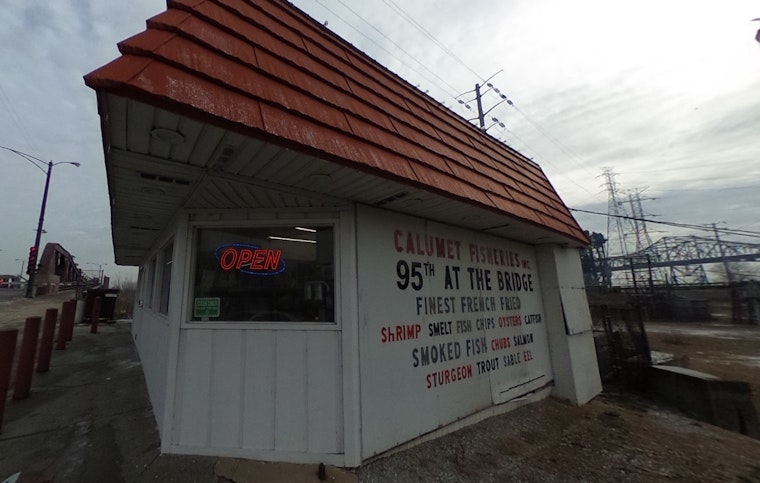 OPEN
CALUMET FISHERIES INC
95TH AT THE BRIDGE
FINEST FRENCH FRIED
ShRIMP SMELT FISH CHIPS OYSTERS CATFISH
SMOKED FISH CHUBS SALMON
STURGEON TROUT SABLE EEL